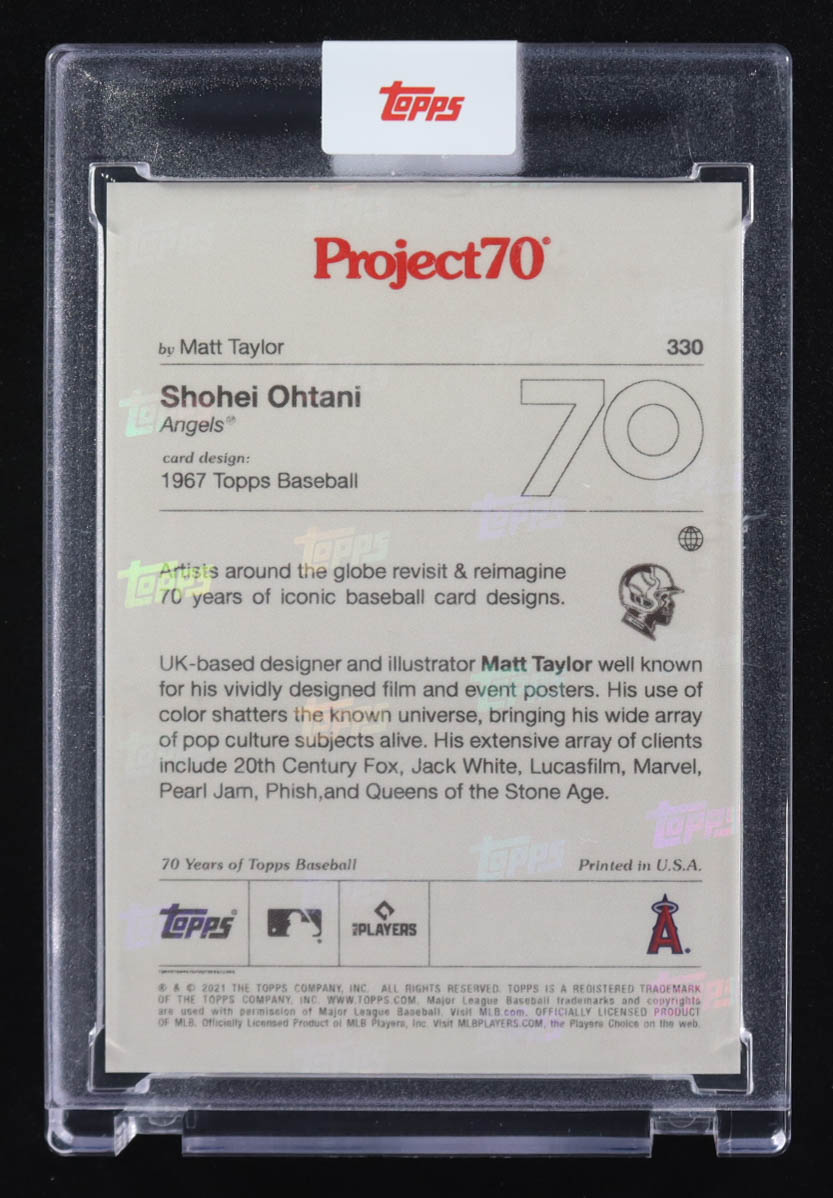 Topps
Project70®
by Matt Taylor 330
Shohei Ohtani
Angels®
card design:
1967 Topps Baseball
70
Artists around the globe revisit & reimagine
70 years of iconic baseball card designs.
UK-based designer and illustrator Matt Taylor well known
for his vividly designed film and event posters. His use of
color shatters the known universe, bringing his wide array
of pop culture subjects alive. His extensive array of clients
include 20th Century Fox, Jack White, Lucasfilm, Marvel,
Pearl Jam, Phish,and Queens of the Stone Age.
70 Years of Topps Baseball Printed in U.S.A.
Topps® MLB PLAYERS A
® & © 2021 THE TOPPS COMPANY, INC. ALL RIGHTS RESERVED. TOPPS IS A REGISTERED TRADEMARK
OF THE TOPPS COMPANY, INC. WWW.TOPPS.COM. Major League Baseball trademarks and copyrights
are used with permission of Major League Baseball. Visit MLB.com. OFFICIALLY LICENSED PRODUCT
OF MLB. Officially Licensed Product of MLB Players, Inc. Visit MLBPLAYERS.COM, the Players Choice on the web.